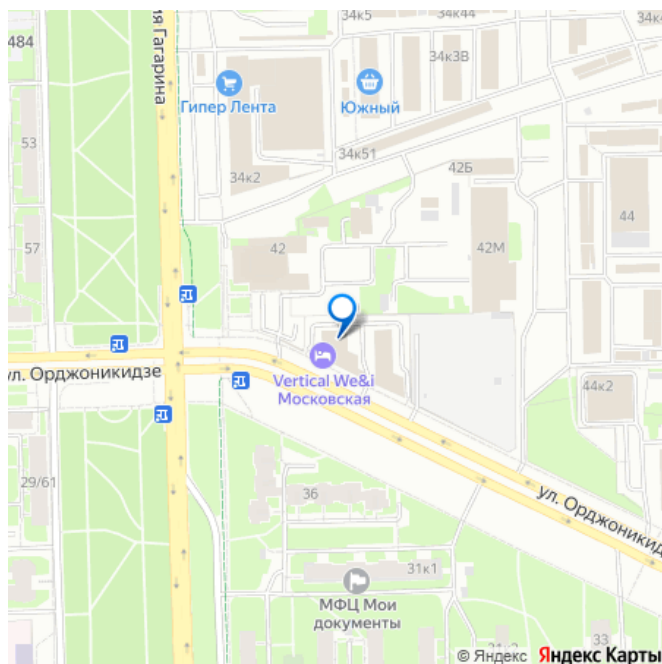 34к5
34к44
484
34к3В
я Гагарина
Гипер Лента
Южный
53
34к51
42Б
34к2
44
57
42
42М
ул. Орджоникидзе
Vertical We&i
Московская
44к2
29/61
36
ул. Орджоникид
31к1
МФЦ Мои
документы
33
© Яндекс Яндекс Карты